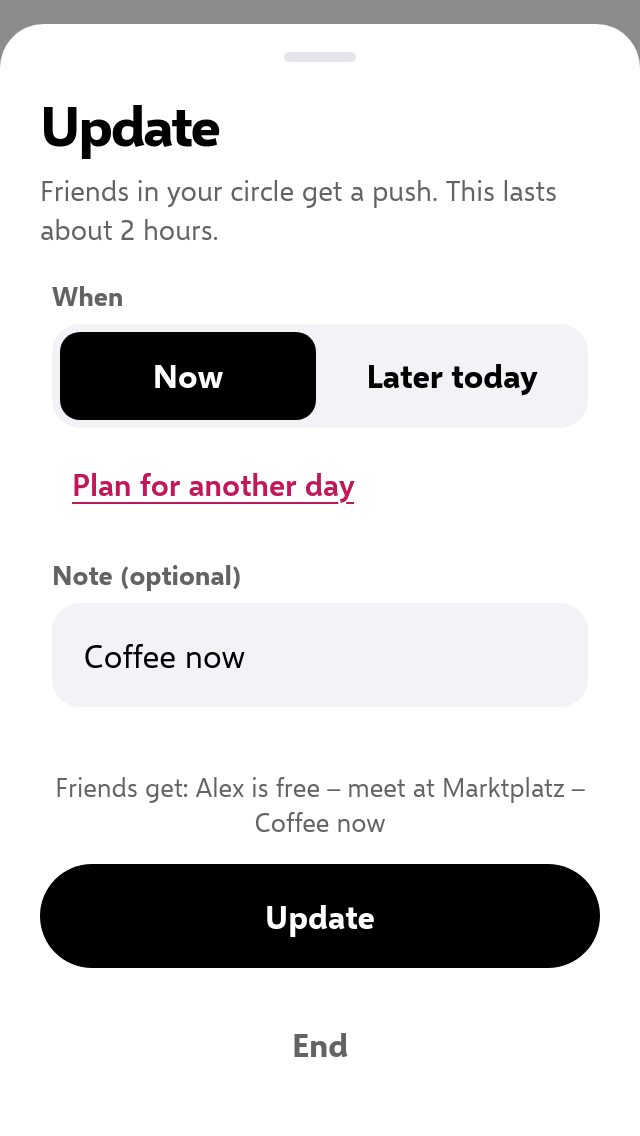 Update
Friends in your circle get a push. This lasts
about 2 hours.
When
Now
Later today
Plan for another day
Note (optional)
Coffee now
Friends get: Alex is free – meet at Marktplatz –
Coffee now
Update
End